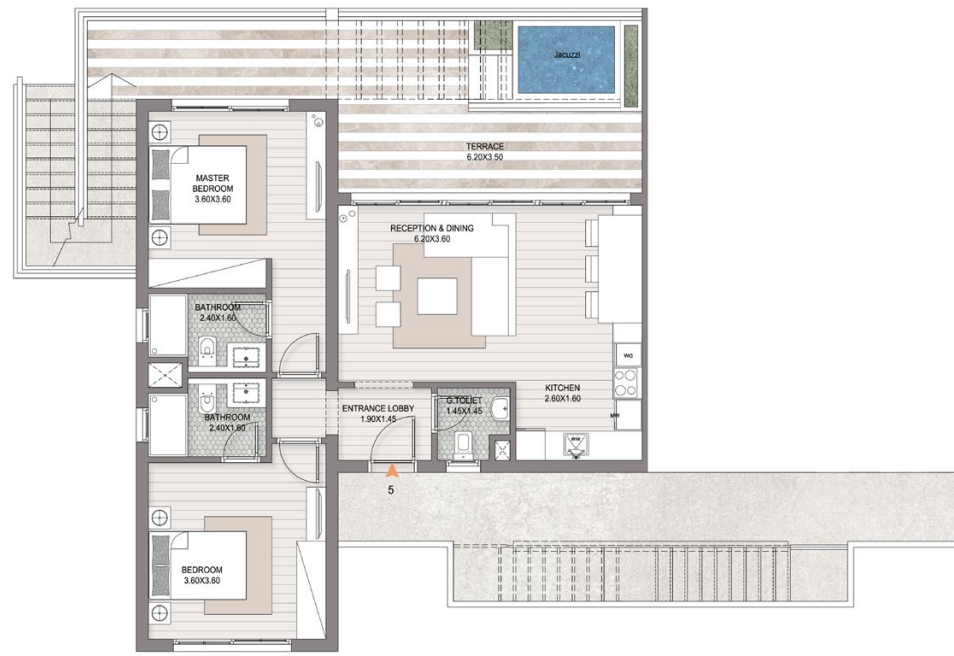 Jacuzzi
TERRACE
6.20X3.50
MASTER
BEDROOM
3.60X3.60
RECEPTION & DINING
6.20X3.60
BATHROOM
2.40X1.60
WO
KITCHEN
2.60X1.60
MW
G.TOLIET
1.45X1.45
ENTRANCE LOBBY
1.90X1.45
BATHROOM
2.40X1.60
5
BEDROOM
3.60X3.60